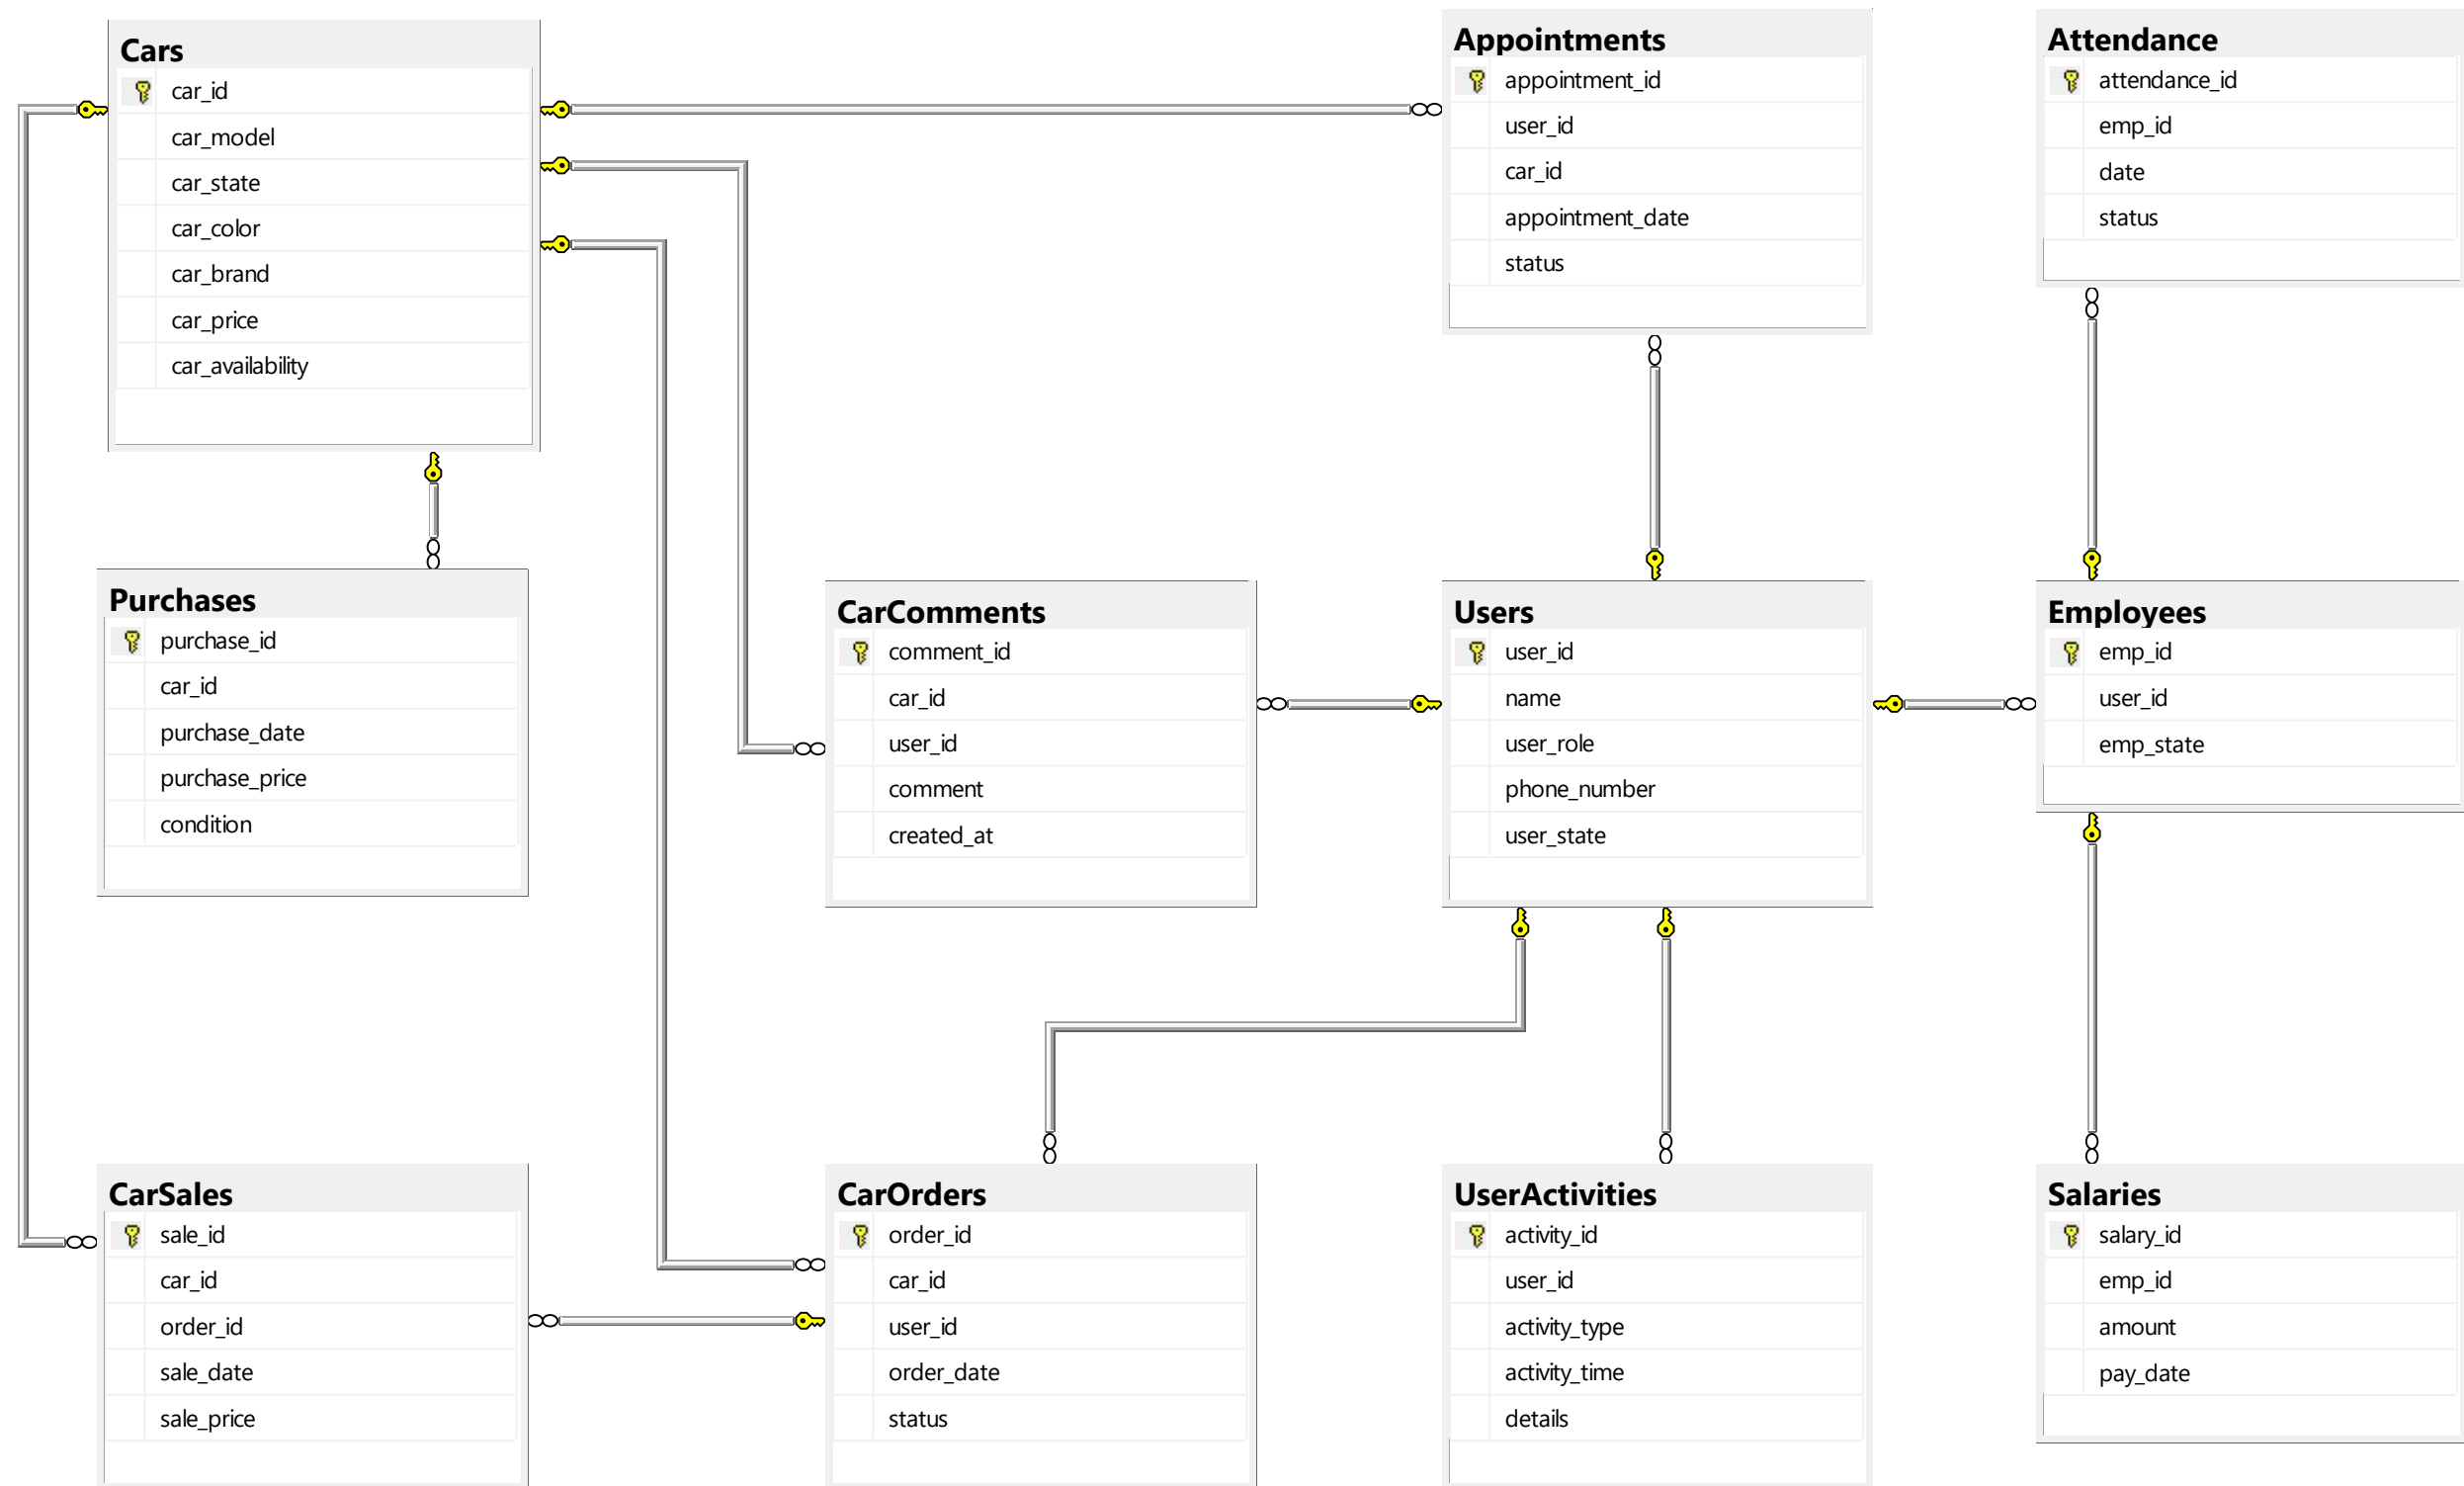 Cars
car_id
car_model
car_state
car_color
car_brand
car_price
car_availability
Appointments
appointment_id
user_id
car_id
appointment_date
status
Attendance
attendance_id
emp_id
date
status
Purchases
purchase_id
car_id
purchase_date
purchase_price
condition
CarComments
comment_id
car_id
user_id
comment
created_at
Users
user_id
name
user_role
phone_number
user_state
Employees
emp_id
user_id
emp_state
CarSales
sale_id
car_id
order_id
sale_date
sale_price
CarOrders
order_id
car_id
user_id
order_date
status
UserActivities
activity_id
user_id
activity_type
activity_time
details
Salaries
salary_id
emp_id
amount
pay_date